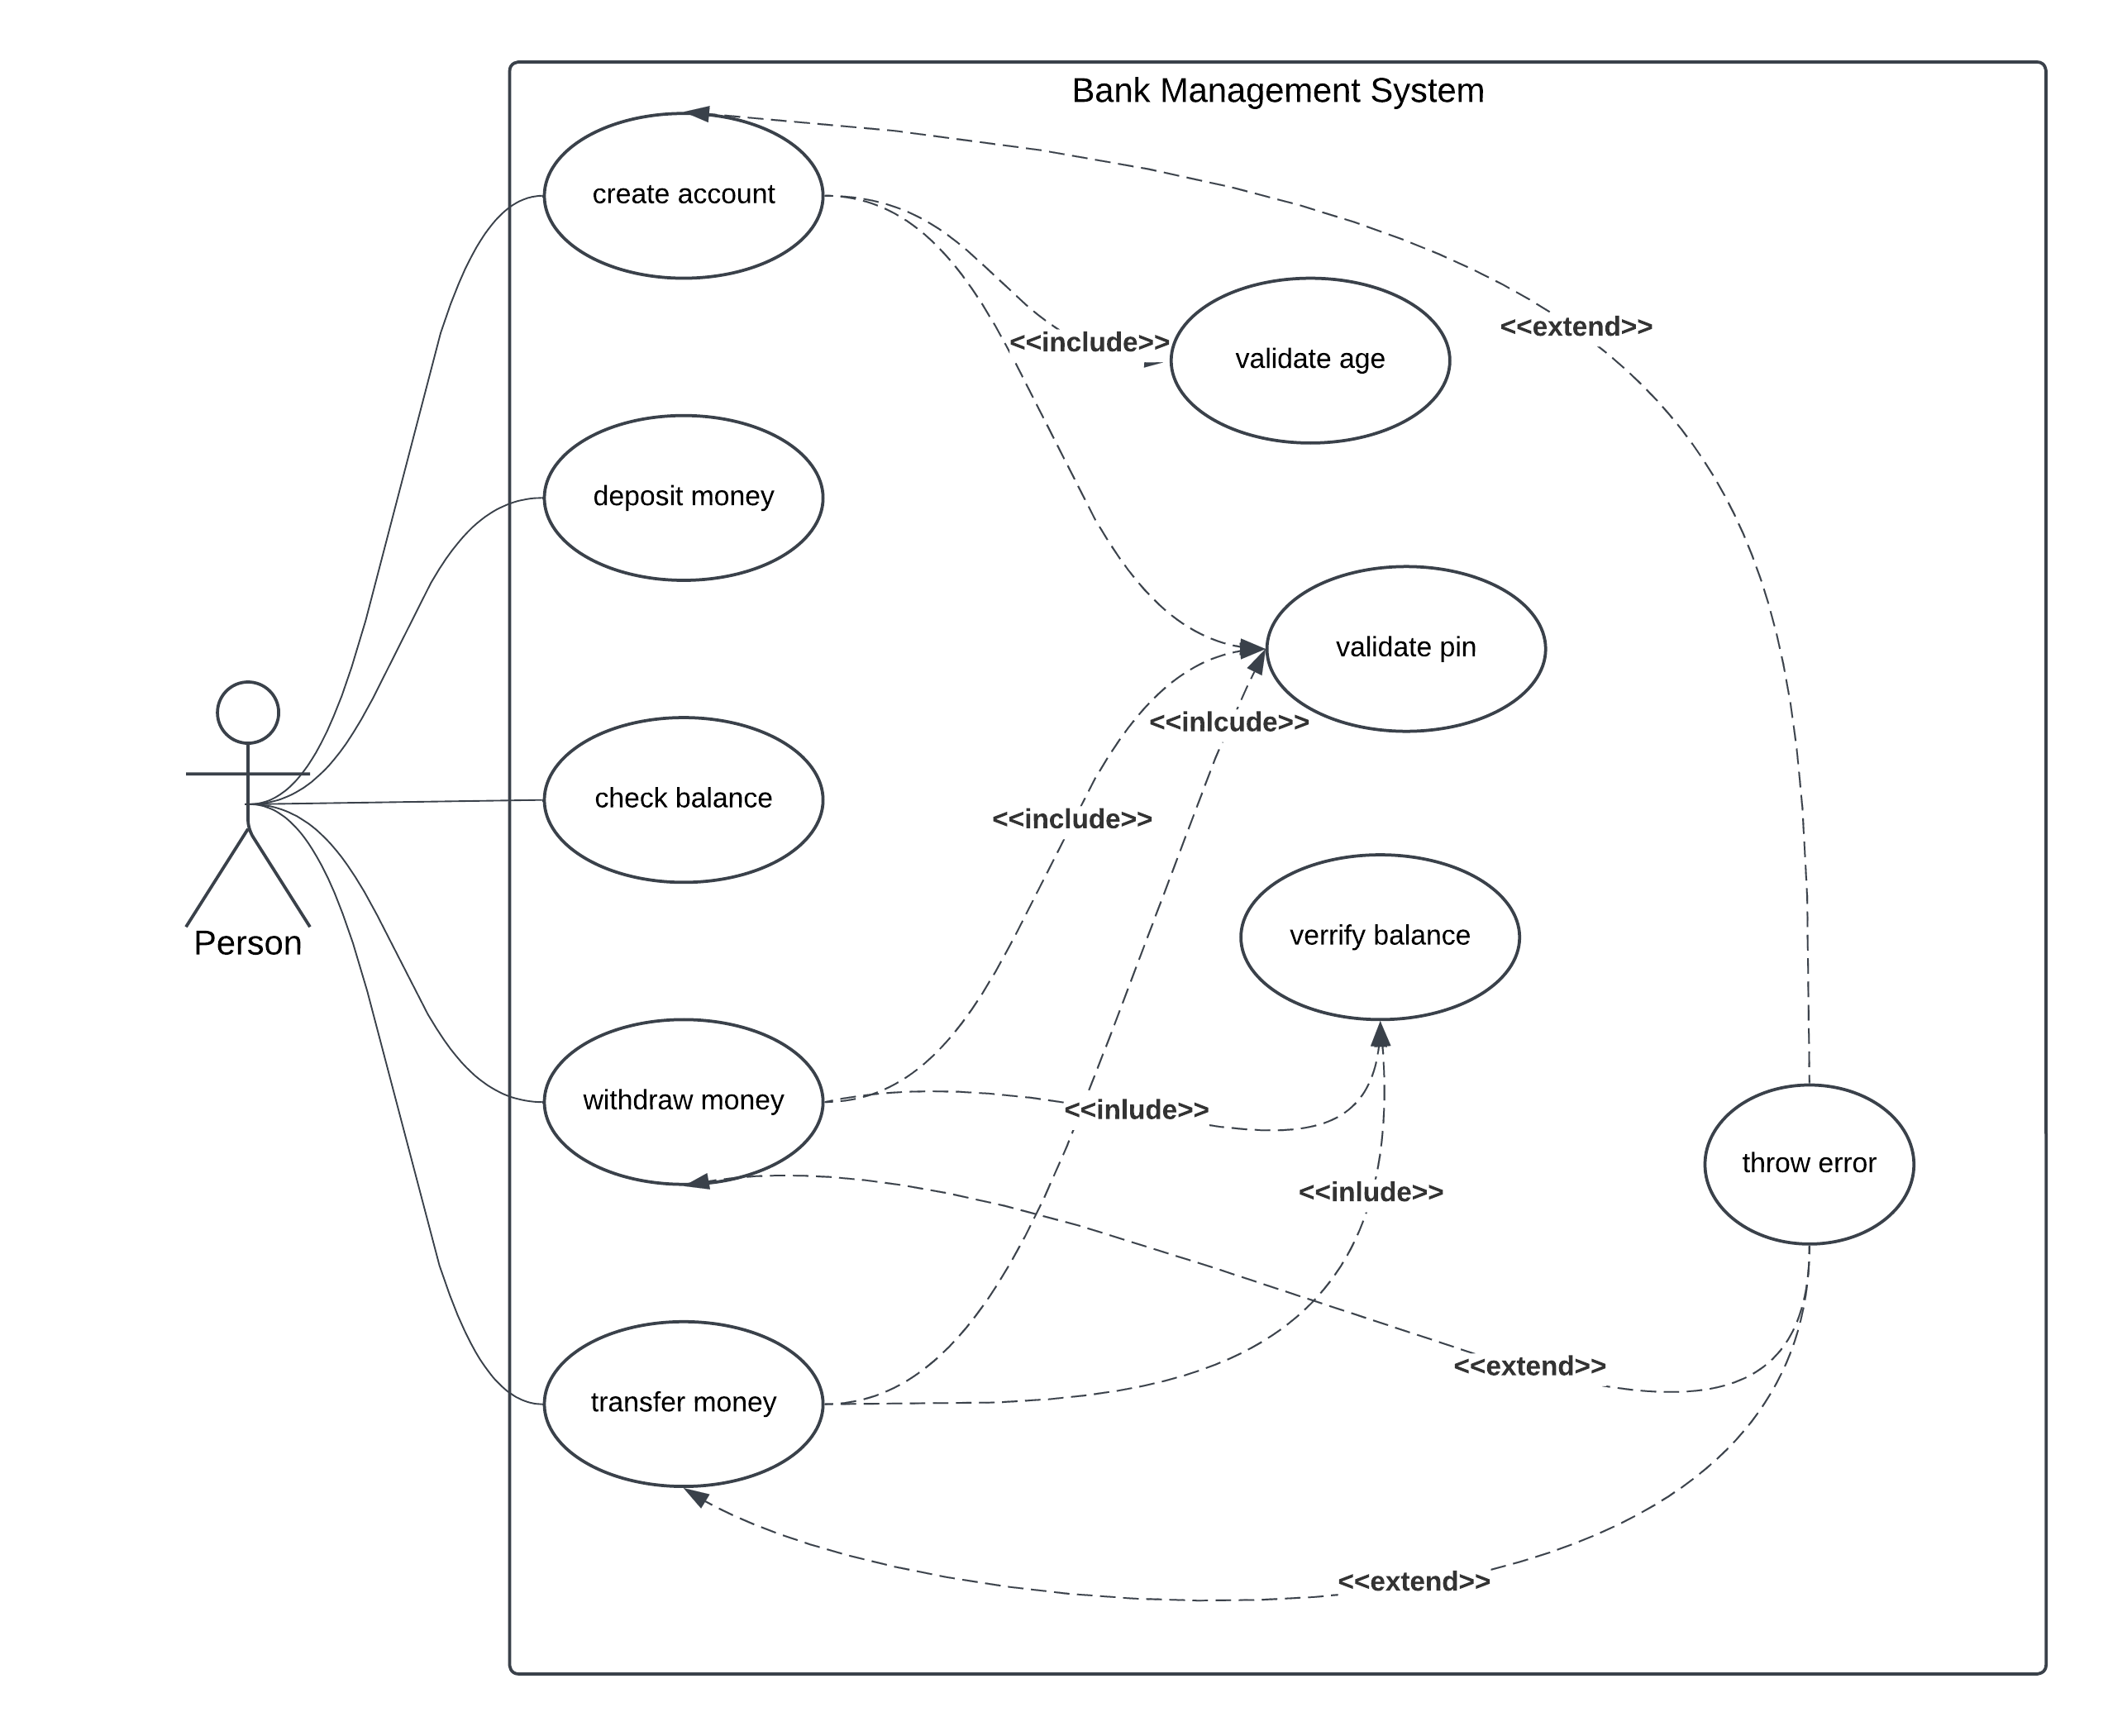 Bank Management System
create account
<<extend>>
<<include>>
validate age
deposit money
validate pin
<<inlcude>>
check balance
<<include>>
verrify balance
Person
withdraw money
<<inlude>>
throw error
<<inlude>>
<<extend>>
transfer money
<<extend>>